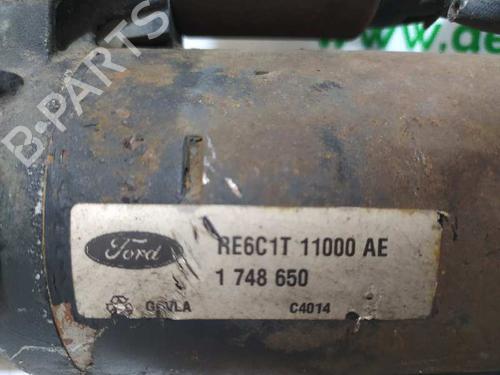 B-PARTS
www.de
Ford
RE6C1T 11000 AE
1 748 650
C4014